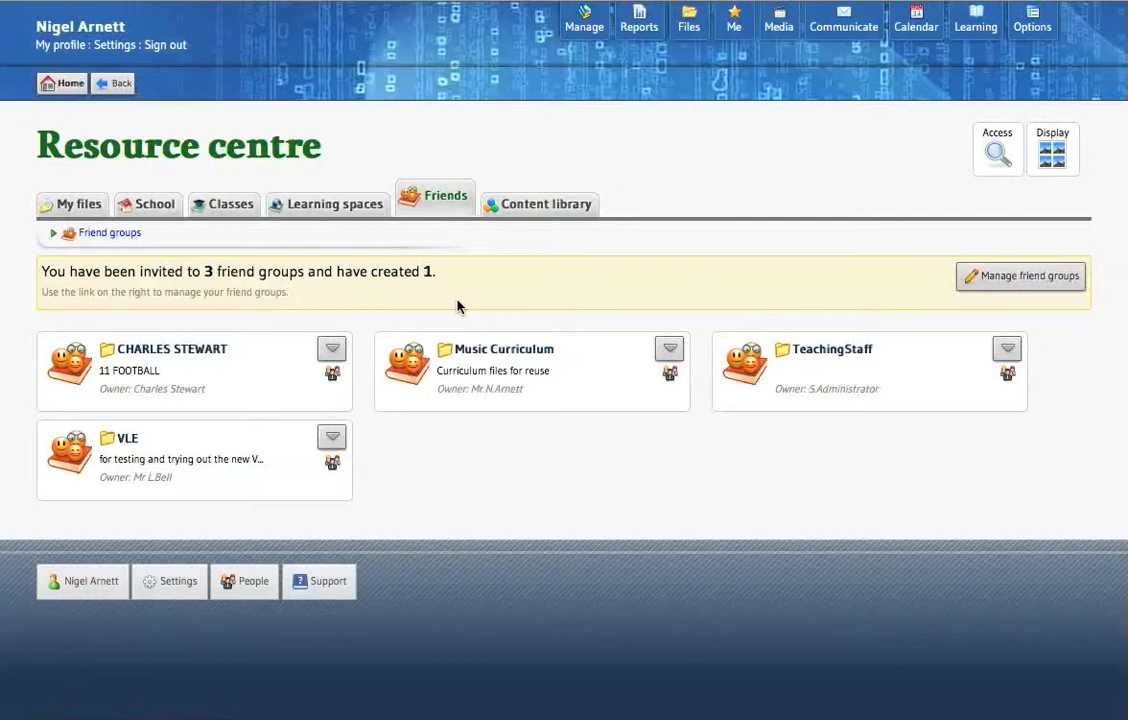 Nigel Arnett
My profile : Settings : Sign out
Manage Reports Files Me Media Communicate Calendar Learning Options
Home Back
Resource centre
Access Display
My files School Classes Learning spaces Friends Content library
Friend groups
You have been invited to 3 friend groups and have created 1.
Use the link on the right to manage your friend groups.
Manage friend groups
CHARLES STEWART
11 FOOTBALL
Owner: Charles Stewart
Music Curriculum
Curriculum files for reuse
Owner: Mr N.Arnett
TeachingStaff
Owner: S.Administrator
VLE
for testing and trying out the new V...
Owner: Mr L.Bell
Nigel Arnett Settings People Support